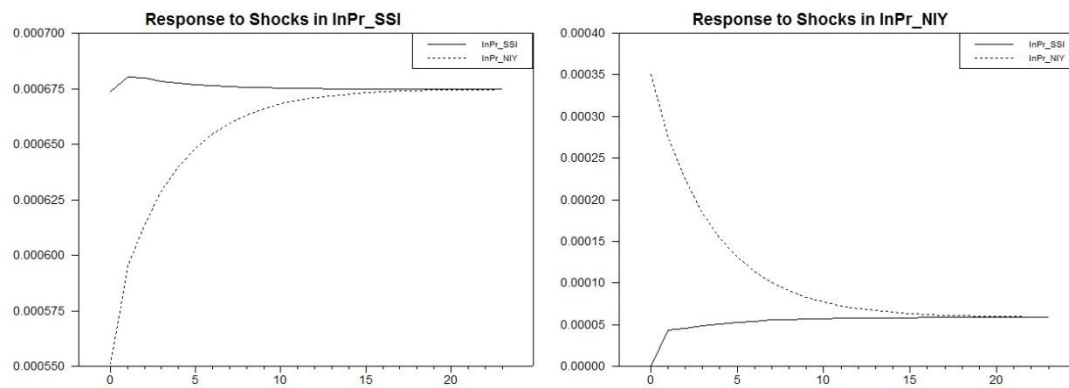 Response to Shocks in lnPr_SSI
0.000700
0.000675
0.000650
0.000625
0.000600
0.000575
0.000550
lnPr_SSI
lnPr_NIY
0 5 10 15 20
Response to Shocks in lnPr_NIY
0.00040
0.00035
0.00030
0.00025
0.00020
0.00015
0.00010
0.00005
0.00000
lnPr_SSI
lnPr_NIY
0 5 10 15 20